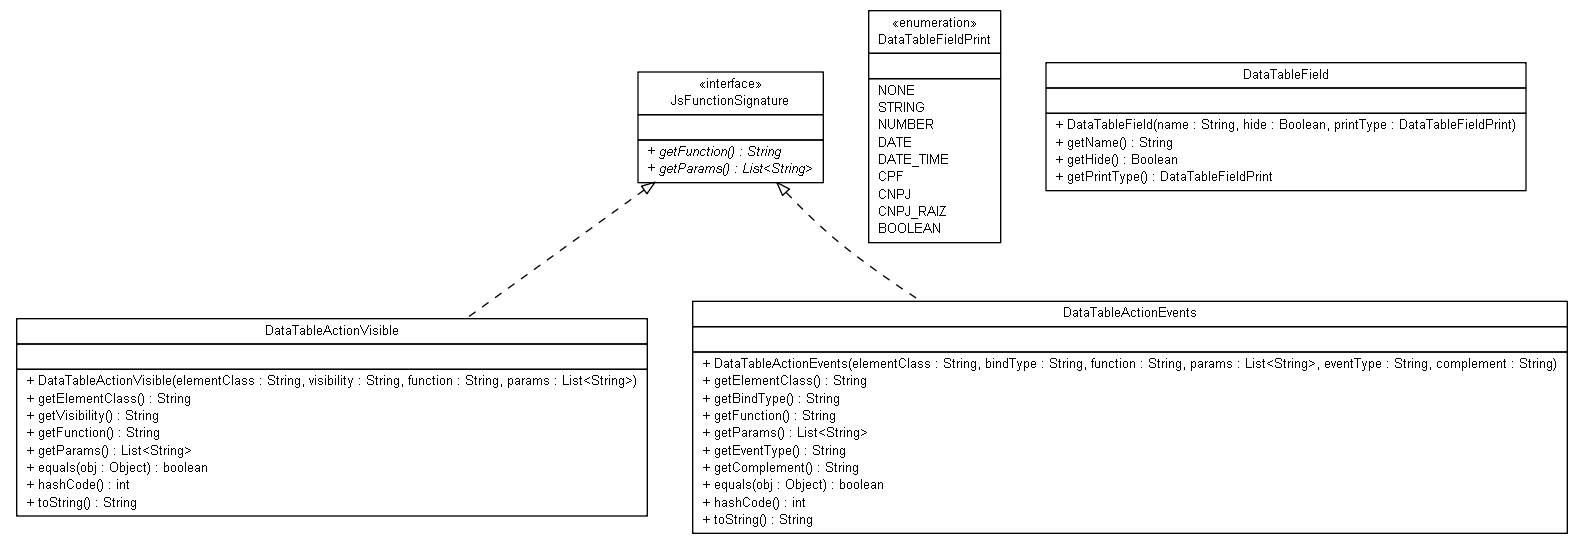 «enumeration»
DataTableFieldPrint
NONE
STRING
NUMBER
DATE
DATE_TIME
CPF
CNPJ
CNPJ_RAIZ
BOOLEAN
«interface»
JsFunctionSignature
+ getFunction() : String
+ getParams() : List<String>
DataTableField
+ DataTableField(name : String, hide : Boolean, printType : DataTableFieldPrint)
+ getName() : String
+ getHide() : Boolean
+ getPrintType() : DataTableFieldPrint
DataTableActionVisible
+ DataTableActionVisible(elementClass : String, visibility : String, function : String, params : List<String>)
+ getElementClass() : String
+ getVisibility() : String
+ getFunction() : String
+ getParams() : List<String>
+ equals(obj : Object) : boolean
+ hashCode() : int
+ toString() : String
DataTableActionEvents
+ DataTableActionEvents(elementClass : String, bindType : String, function : String, params : List<String>, eventType : String, complement : String)
+ getElementClass() : String
+ getBindType() : String
+ getFunction() : String
+ getParams() : List<String>
+ getEventType() : String
+ getComplement() : String
+ equals(obj : Object) : boolean
+ hashCode() : int
+ toString() : String